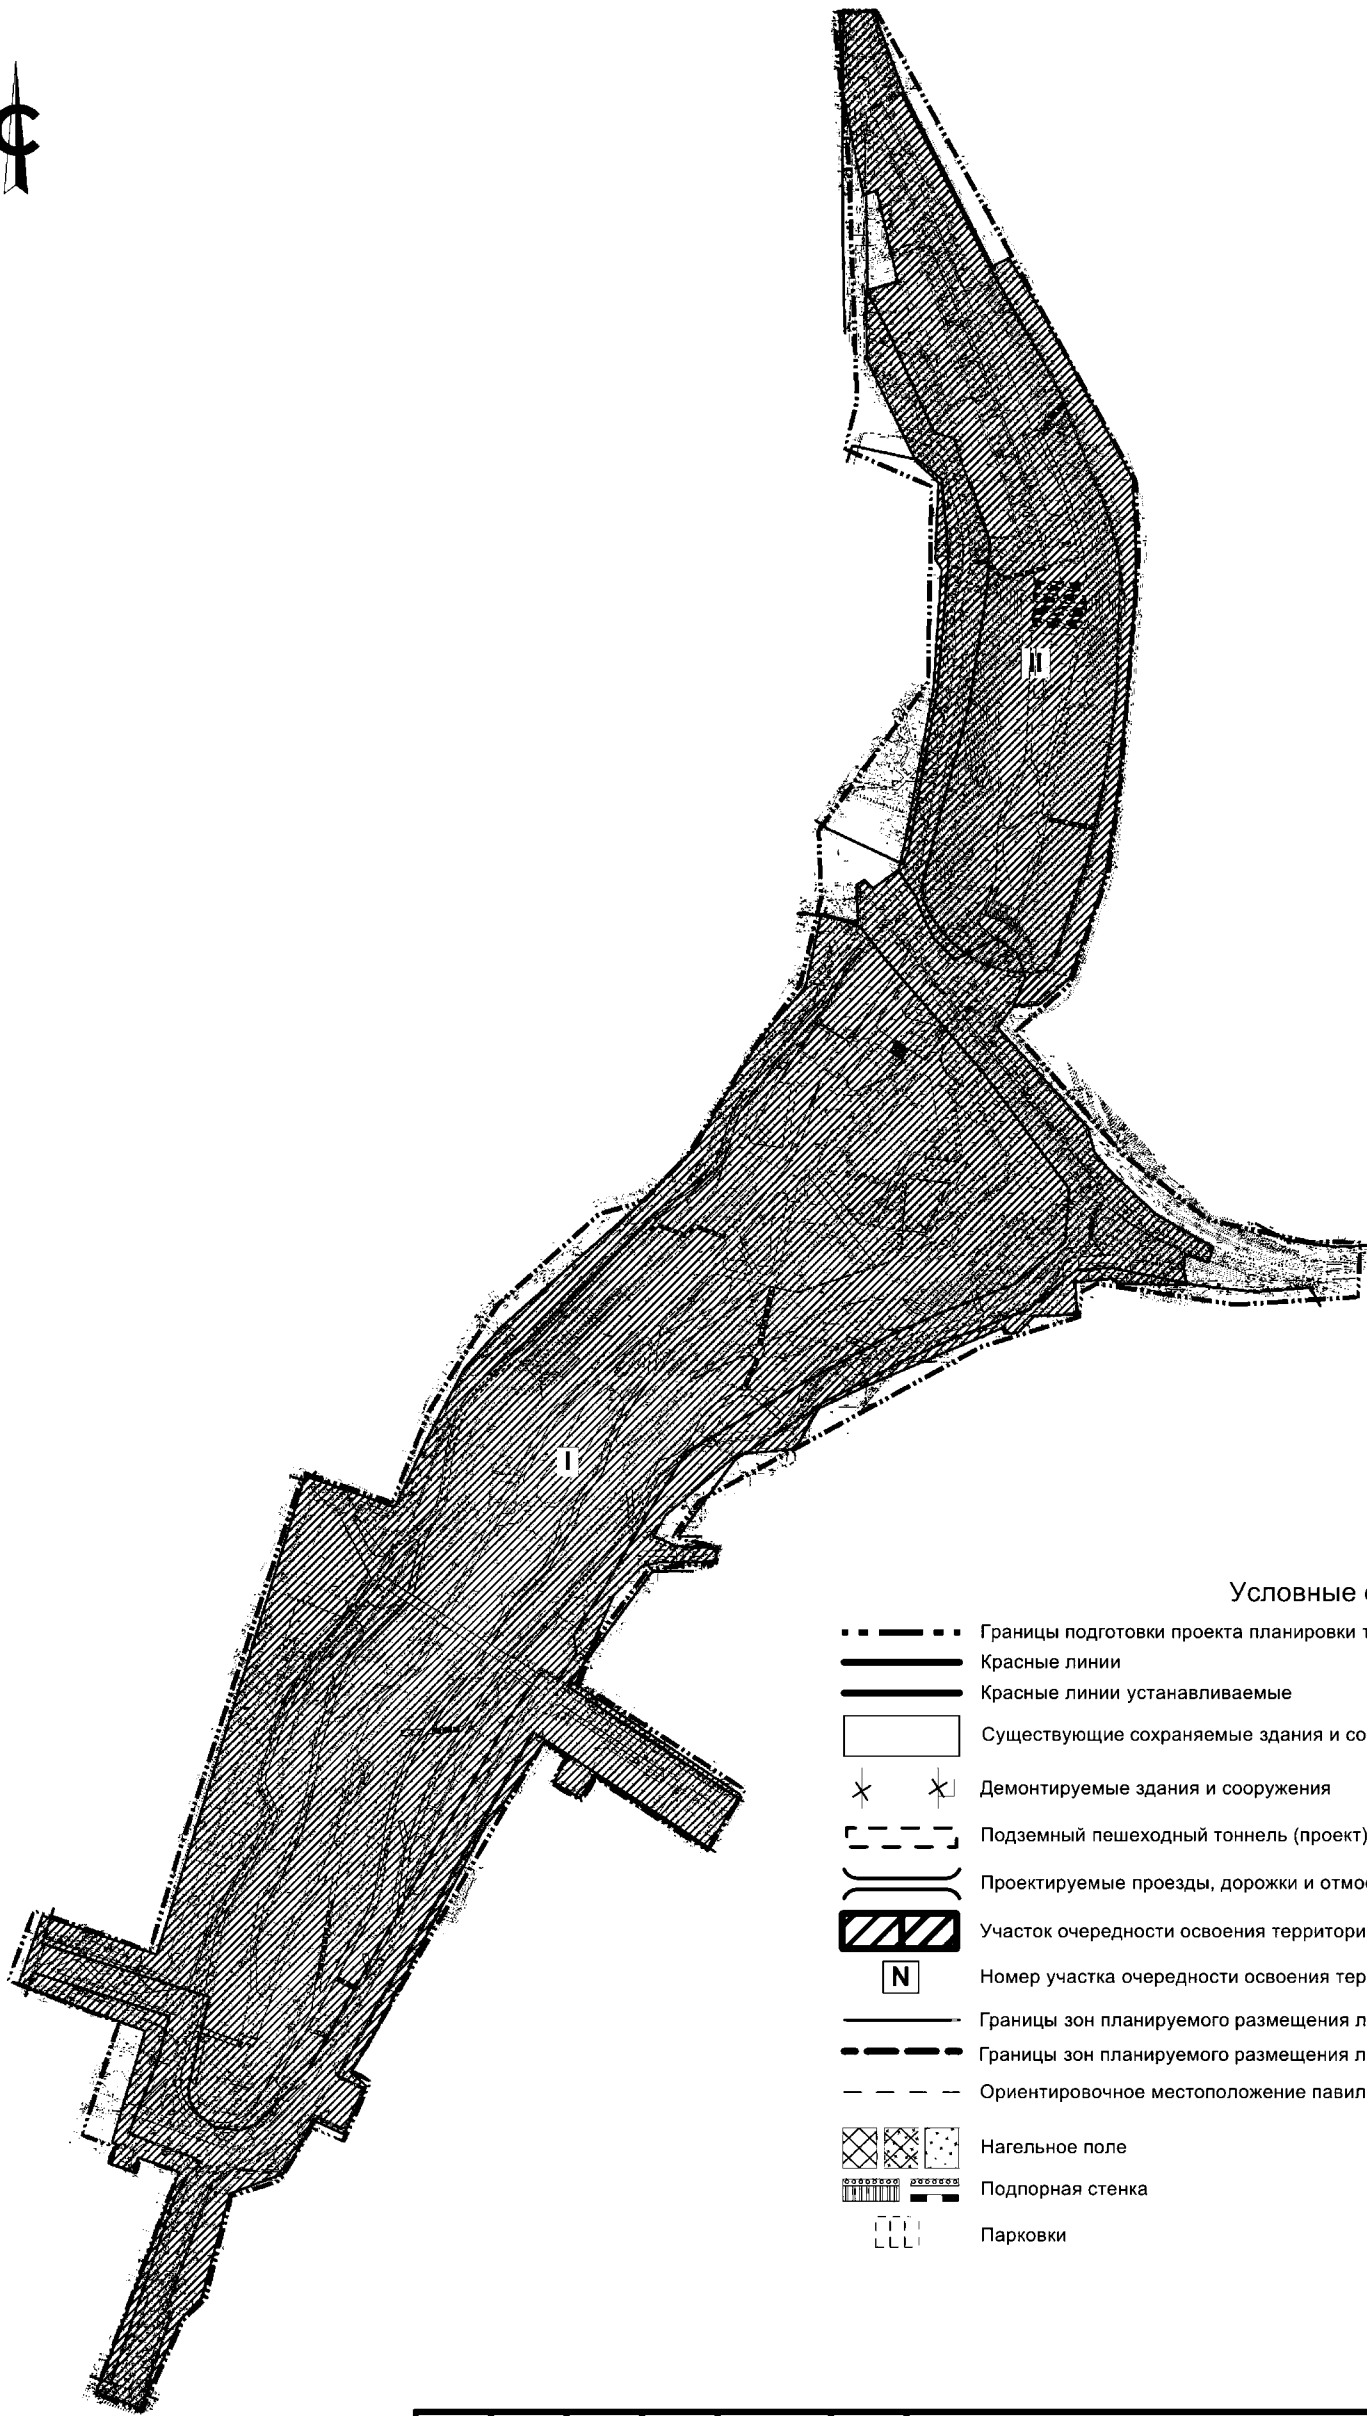 С
II
I
Условные
Границы подготовки проекта планировки
Красные линии
Красные линии устанавливаемые
Существующие сохраняемые здания и со
Демонтируемые здания и сооружения
Подземный пешеходный тоннель (проект)
Проектируемые проезды, дорожки и отмо
Участок очередности освоения территори
N
Номер участка очередности освоения тер
Границы зон планируемого размещения л
Границы зон планируемого размещения л
Ориентировочное местоположение павил
Нагельное поле
Подпорная стенка
Парковки